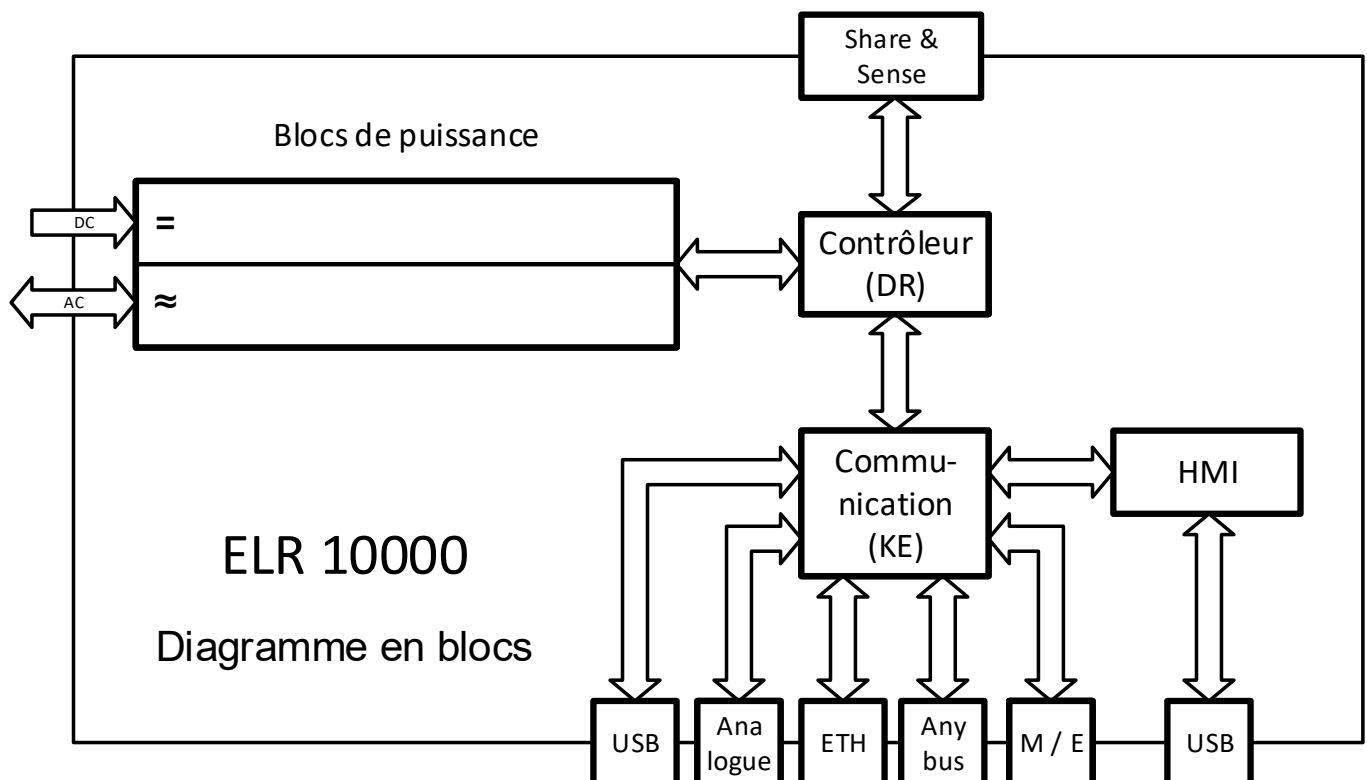 Share &
Sense
Blocs de puissance
DC
=
AC
≈
Contrôleur
(DR)
Commu-
nication
(KE)
HMI
ELR 10000
Diagramme en blocs
USB
Ana
logue
ETH
Any
bus
M / E
USB